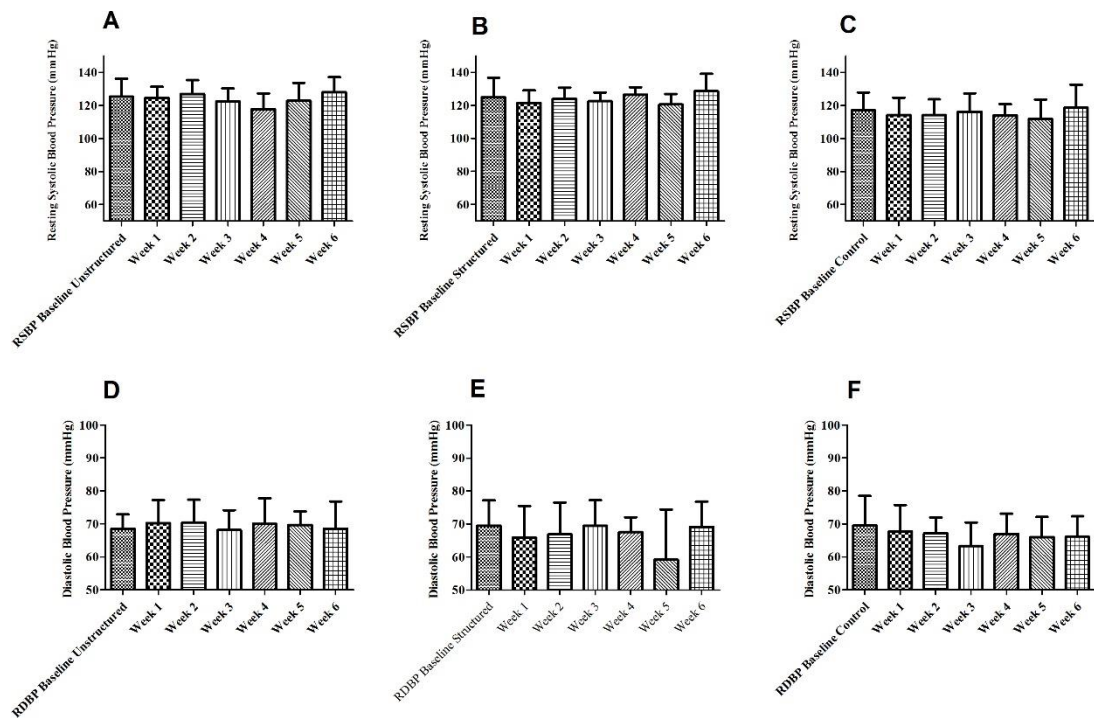 A
Resting Systolic Blood Pressure (mmHg)
140
120
100
80
60
RSBP Baseline Unstructured
Week 1
Week 2
Week 3
Week 4
Week 5
Week 6
B
Resting Systolic Blood Pressure (mmHg)
140
120
100
80
60
RSBP Baseline Structured
Week 1
Week 2
Week 3
Week 4
Week 5
Week 6
C
Resting Systolic Blood Pressure (mmHg)
140
120
100
80
60
RSBP Baseline Control
Week 1
Week 2
Week 3
Week 4
Week 5
Week 6
D
Diastolic Blood Pressure (mmHg)
100
90
80
70
60
50
RDBP Baseline Unstructured
Week 1
Week 2
Week 3
Week 4
Week 5
Week 6
E
Diastolic Blood Pressure (mmHg)
100
90
80
70
60
50
RDBP Baseline Structured
Week 1
Week 2
Week 3
Week 4
Week 5
Week 6
F
Diastolic Blood Pressure (mmHg)
100
90
80
70
60
50
RDBP Baseline Control
Week 1
Week 2
Week 3
Week 4
Week 5
Week 6